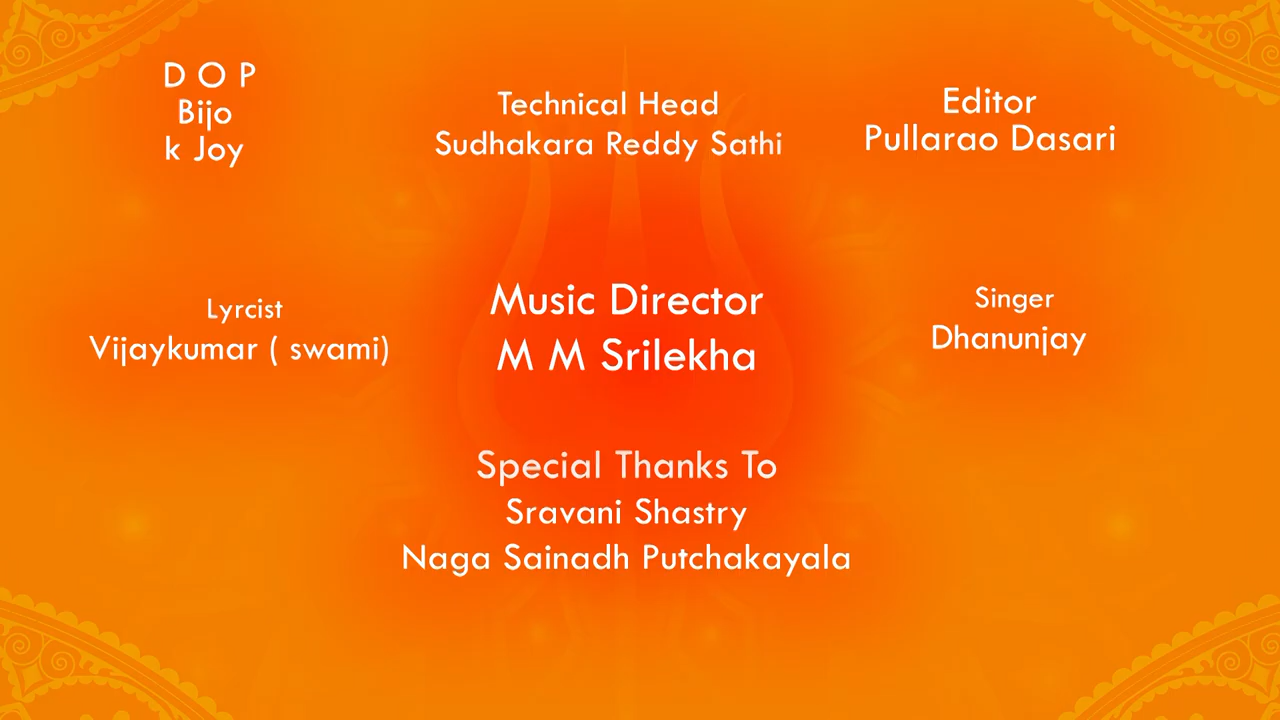 D O P
Bijo
k Joy
Technical Head
Sudhakara Reddy Sathi
Editor
Pullarao Dasari
Lyrcist
Vijaykumar ( swami)
Music Director
M M Srilekha
Singer
Dhanunjay
Special Thanks To
Sravani Shastry
Naga Sainadh Putchakayala